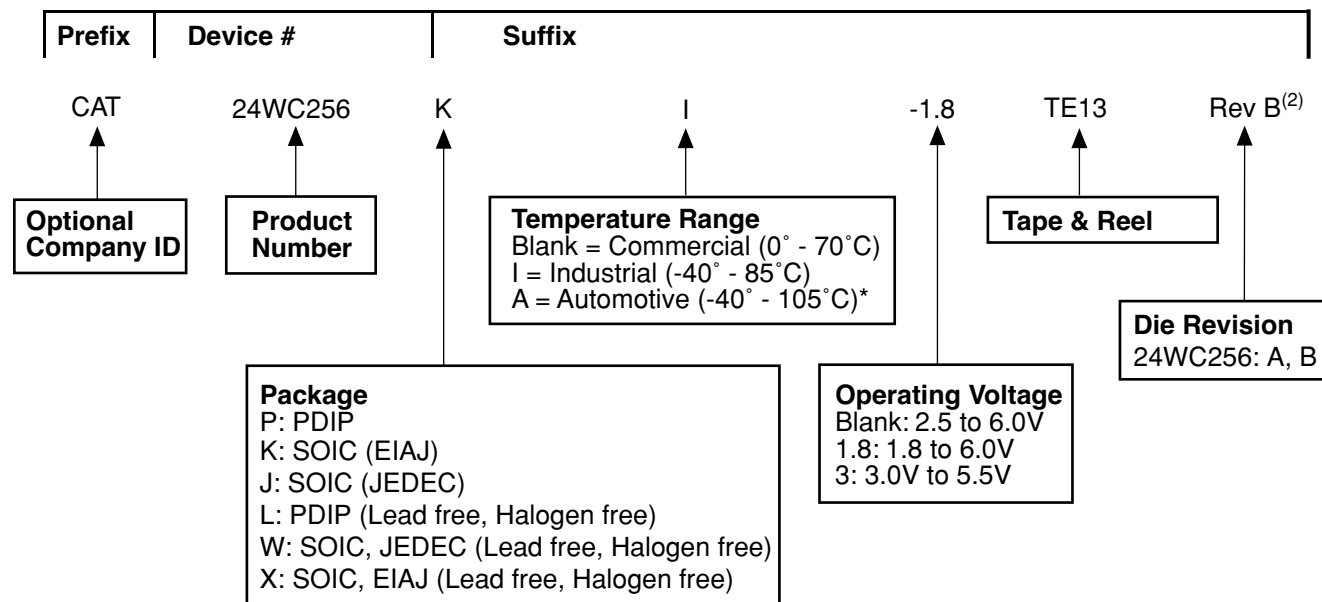 Prefix Device # Suffix
CAT 24WC256 K I -1.8 TE13 Rev B(2)
Optional
Company ID
Product
Number
Temperature Range
Blank = Commercial (0˚ - 70˚C)
I = Industrial (-40˚ - 85˚C)
A = Automotive (-40˚ - 105˚C)*
Tape & Reel
Die Revision
24WC256: A, B
Package
P: PDIP
K: SOIC (EIAJ)
J: SOIC (JEDEC)
L: PDIP (Lead free, Halogen free)
W: SOIC, JEDEC (Lead free, Halogen free)
X: SOIC, EIAJ (Lead free, Halogen free)
Operating Voltage
Blank: 2.5 to 6.0V
1.8: 1.8 to 6.0V
3: 3.0V to 5.5V